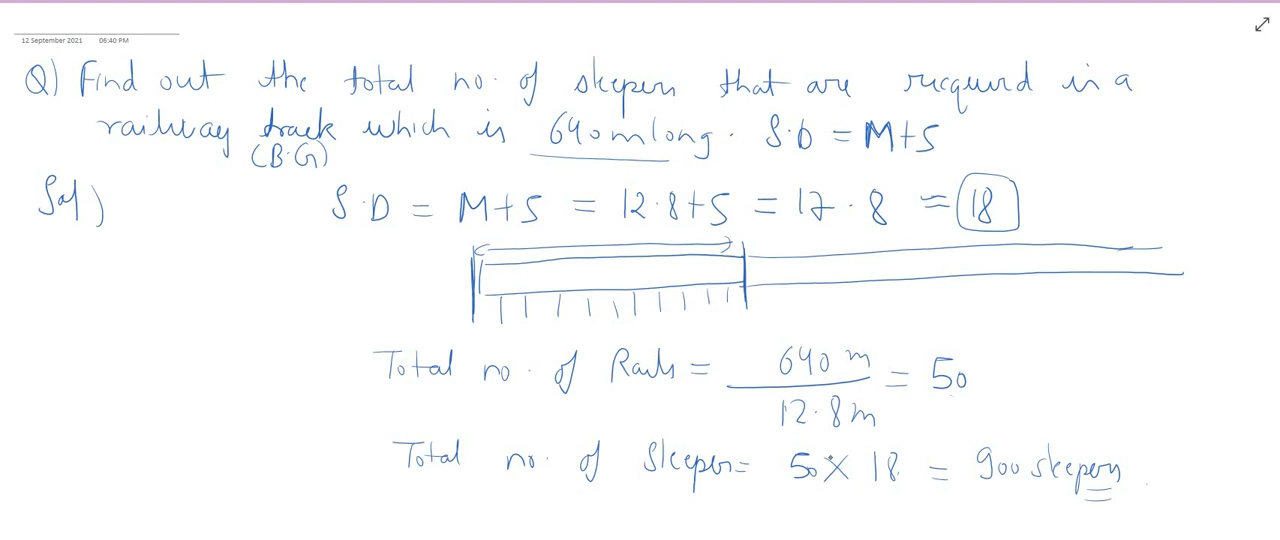 12 September 2021 06:40 PM
Q) Find out the total no. of sleepers that are required in a
railway track which is 640m long. S.D = M+5
(B.G)
Sol) S.D = M+5 = 12.8+5 = 17.8 ≈ 18
Total no. of Rails = 640 m / 12.8m = 50
Total no. of Sleeper = 50 X 18 = 900 sleepers